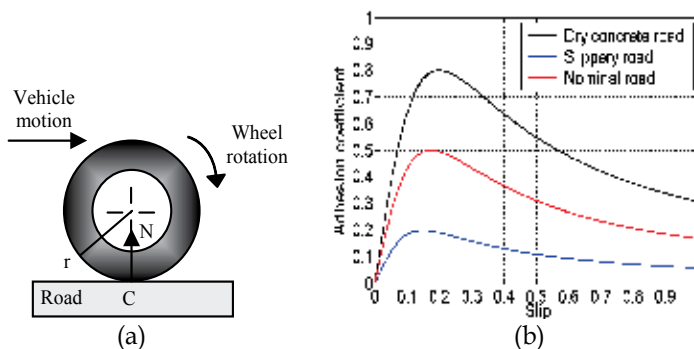 Vehicle
motion
Wheel
rotation
N
r
Road
C
(a)
Adhesion coefficient
1
0.9
0.8
0.7
0.6
0.5
0.4
0.3
0.2
0.1
0
0
0.1
0.2
0.3
0.4
0.5
0.6
0.7
0.8
0.9
Slip
Dry concrete road
Slippery road
Nominal road
(b)